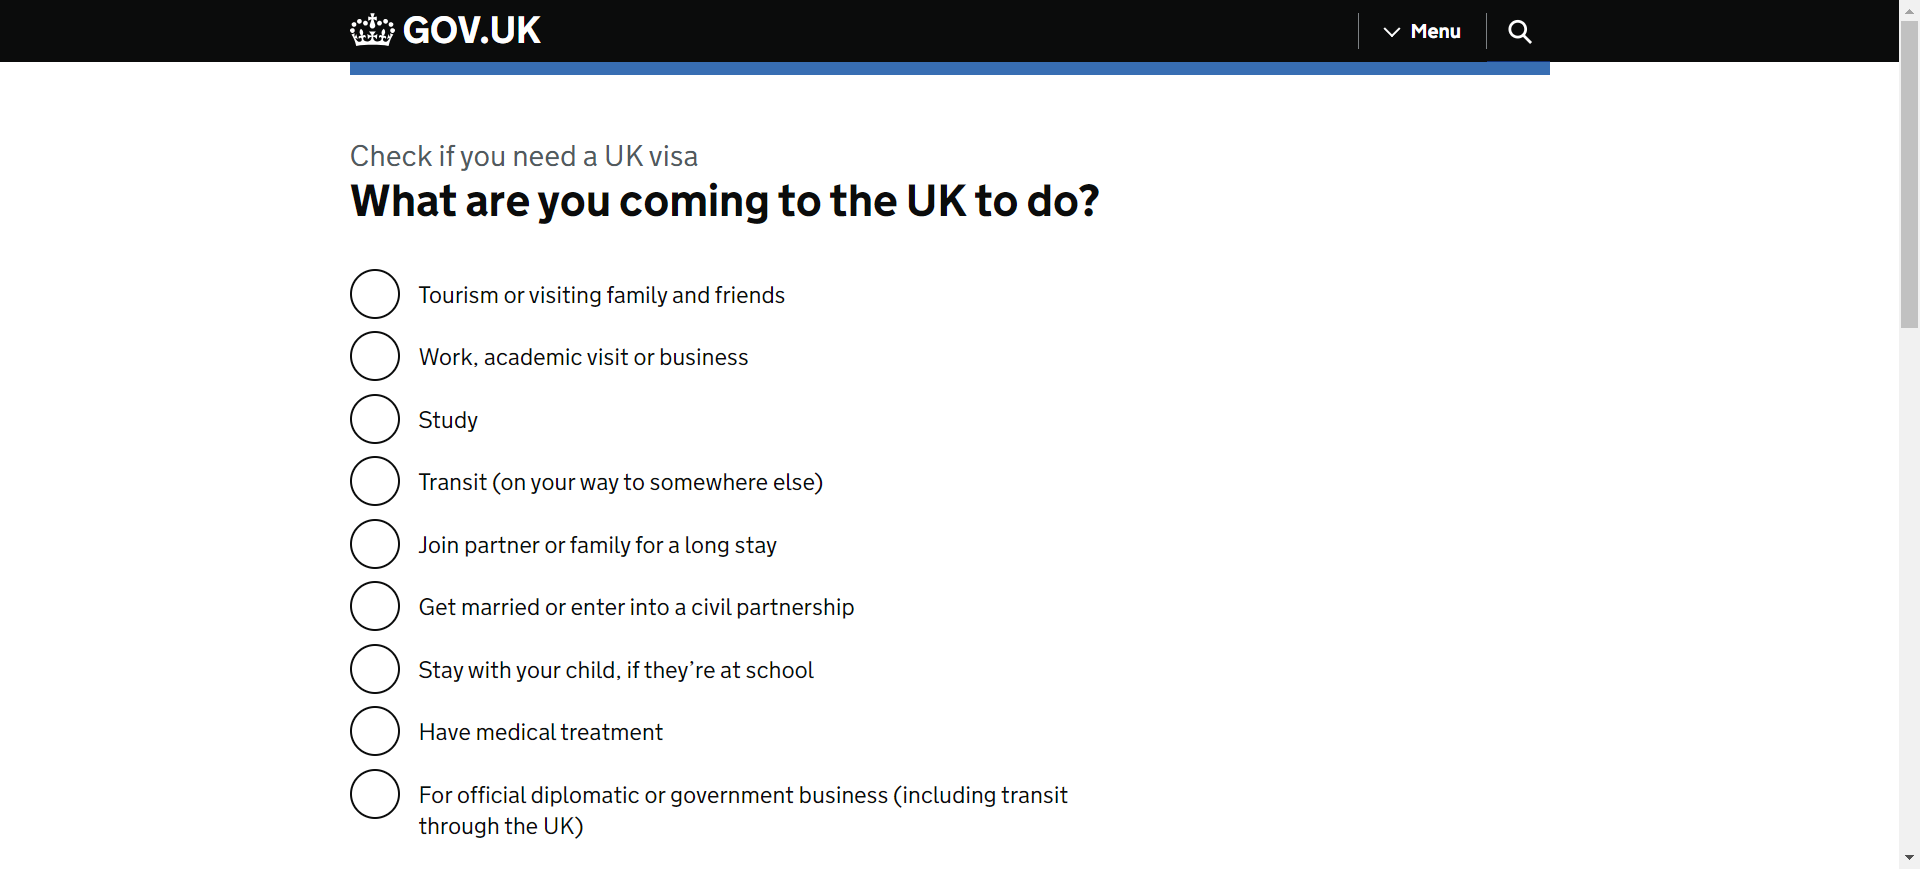 GOV.UK
Menu
Check if you need a UK visa
What are you coming to the UK to do?
Tourism or visiting family and friends
Work, academic visit or business
Study
Transit (on your way to somewhere else)
Join partner or family for a long stay
Get married or enter into a civil partnership
Stay with your child, if they’re at school
Have medical treatment
For official diplomatic or government business (including transit
through the UK)